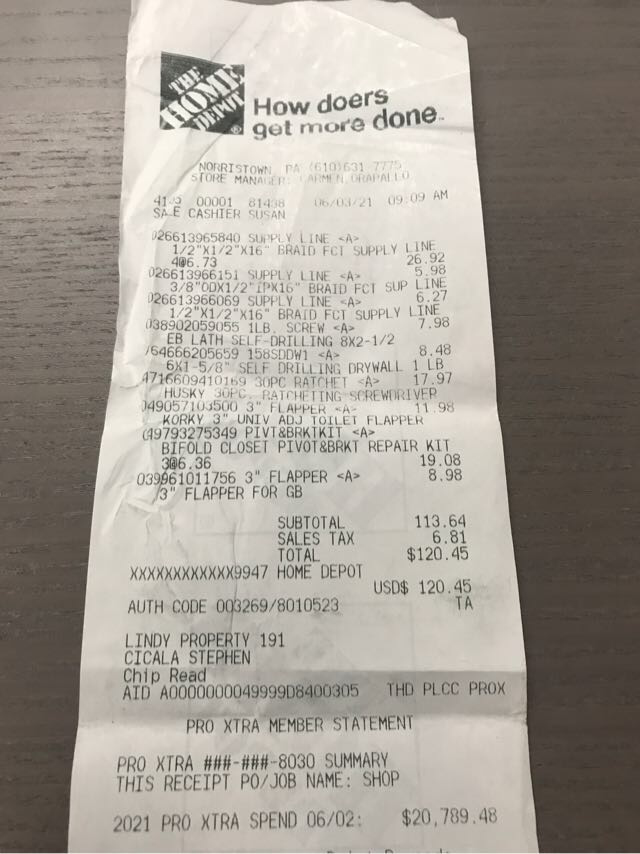 THE
HOME
DEPOT
How doers
get more done™
NORRISTOWN, PA (610)631-7775
STORE MANAGER: CARMEN
00001 81438 06/03/21 09:09 AM
SALE CASHIER SUSAN
026613965840 SUPPLY LINE <A>
1/2"X1/2"X16" BRAID FCT SUPPLY LINE
4@6.73 26.92
026613966151 SUPPLY LINE <A> 5.98
3/8"ODX1/2"IPX16" BRAID FCT SUP LINE
026613966069 SUPPLY LINE <A> 6.27
1/2"X1/2"X16" BRAID FCT SUPPLY LINE
038902059055 1LB. SCREW <A> 7.98
EB LATH SELF-DRILLING 8X2-1/2
764666205659 158SDDW1 <A> 8.48
6X1-5/8" SELF DRILLING DRYWALL 1 LB
4716609410169 30PC RATCHET <A> 17.97
HUSKY 30PC. RATCHETING SCREWDRIVER
049057103500 3" FLAPPER <A> 11.98
KORKY 3" UNIV ADJ TOILET FLAPPER
049793275349 PIVT&BRKTKIT <A>
BIFOLD CLOSET PIVOT&BRKT REPAIR KIT
3@6.36 19.08
039961011756 3" FLAPPER <A> 8.98
3" FLAPPER FOR GB
SUBTOTAL 113.64
SALES TAX 6.81
TOTAL $120.45
XXXXXXXXXXXX9947 HOME DEPOT
USD$ 120.45
AUTH CODE 003269/8010523 TA
LINDY PROPERTY 191
CICALA STEPHEN
Chip Read
AID A0000000049999D8400305 THD PLCC PROX
PRO XTRA MEMBER STATEMENT
PRO XTRA ###-###-8030 SUMMARY
THIS RECEIPT PO/JOB NAME: SHOP
2021 PRO XTRA SPEND 06/02: $20,789.48